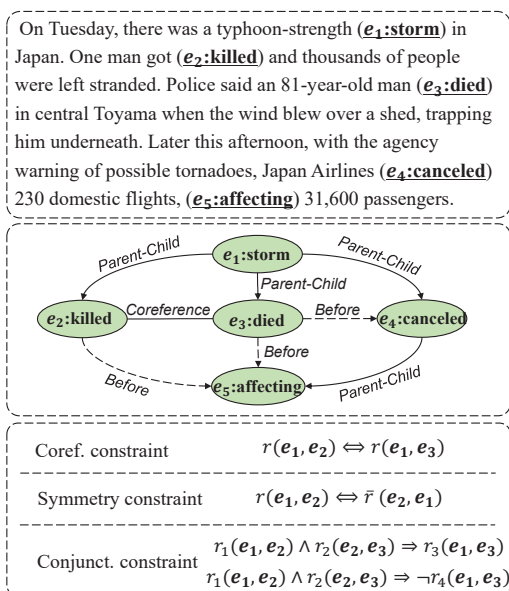 On Tuesday, there was a typhoon-strength (e₁:storm) in
Japan. One man got (e₂:killed) and thousands of people
were left stranded. Police said an 81-year-old man (e₃:died)
in central Toyama when the wind blew over a shed, trapping
him underneath. Later this afternoon, with the agency
warning of possible tornadoes, Japan Airlines (e₄:canceled)
230 domestic flights, (e₅:affecting) 31,600 passengers.
e₁:storm
Parent-Child
Parent-Child
Parent-Child
e₂:killed
Coreference
e₃:died
Before
e₄:canceled
Before
Before
e₅:affecting
Parent-Child
Coref. constraint r(e₁, e₂) ⇔ r(e₁, e₃)
Symmetry constraint r(e₁, e₂) ⇔ r̄ (e₂, e₁)
Conjunct. constraint r₁(e₁, e₂) ∧ r₂(e₂, e₃) ⇒ r₃(e₁, e₃)
r₁(e₁, e₂) ∧ r₂(e₂, e₃) ⇒ ¬r₄(e₁, e₃)